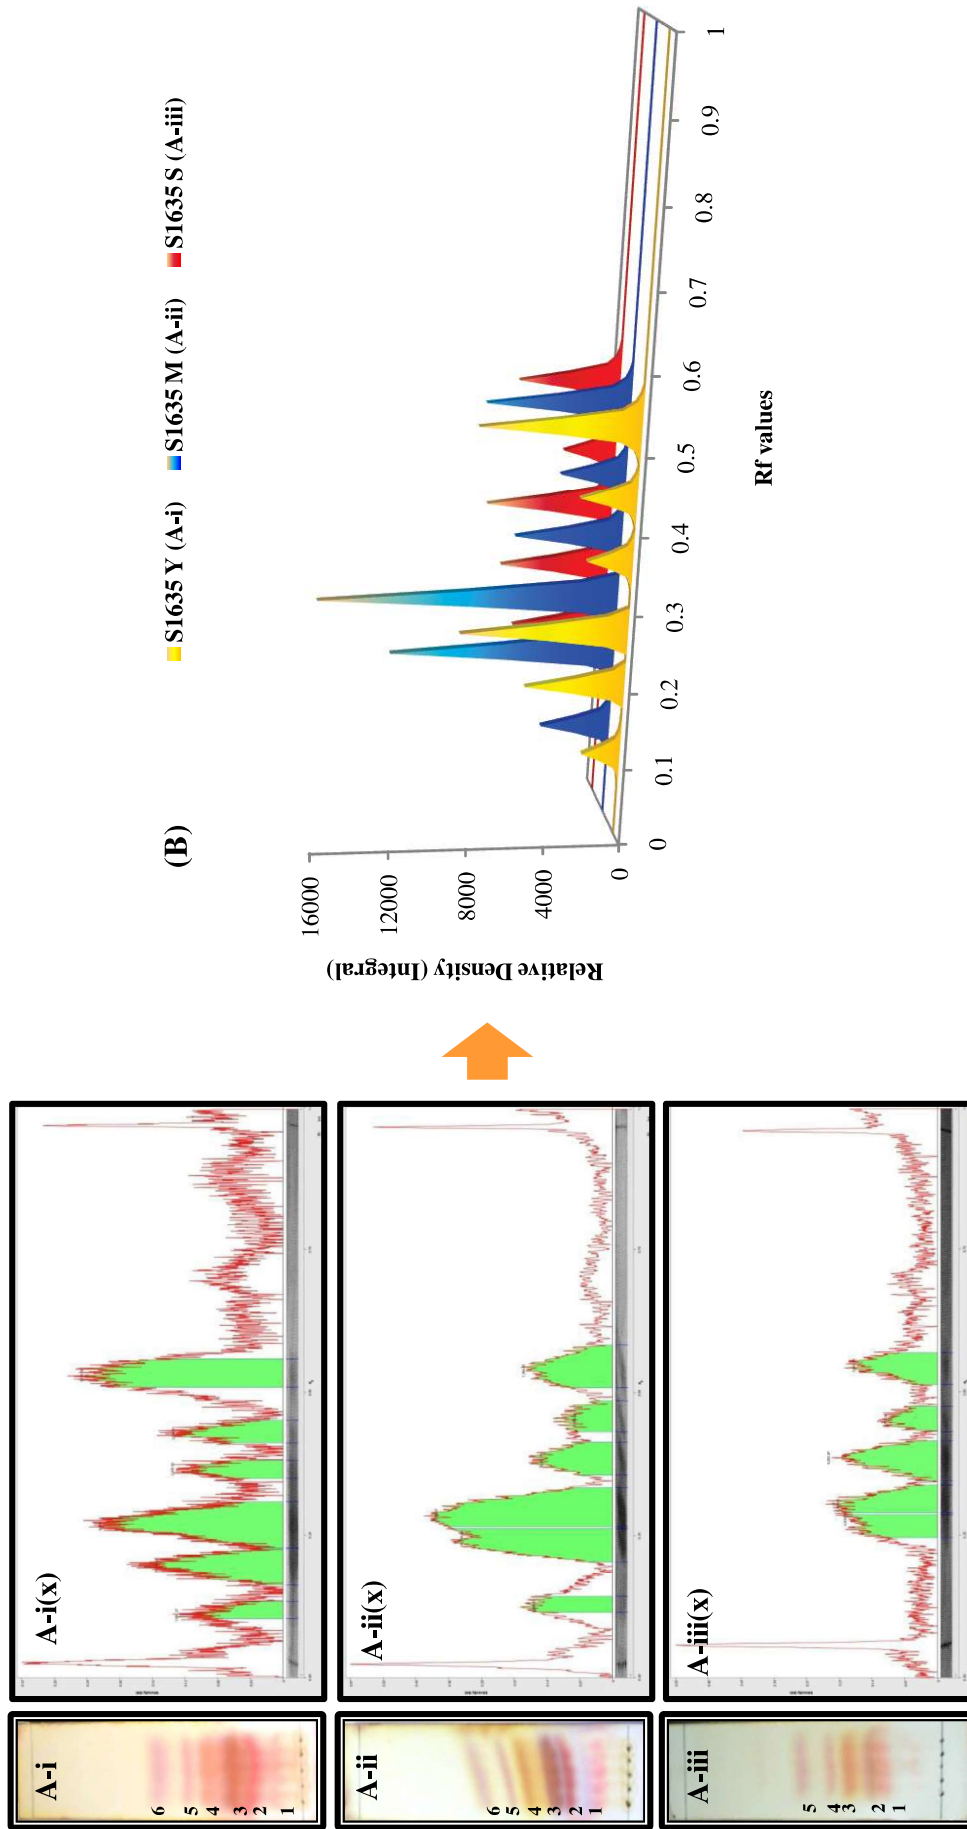 A-i
6
5
4
3
2
1
A-i(x)
A-ii
6
5
4
3
2
1
A-ii(x)
A-iii
5
4
3
2
1
A-iii(x)
(B)
S1635 Y (A-i)
S1635 M (A-ii)
S1635 S (A-iii)
Relative Density (Integral)
16000
12000
8000
4000
0
0
0.1
0.2
0.3
0.4
0.5
0.6
0.7
0.8
0.9
1
Rf values